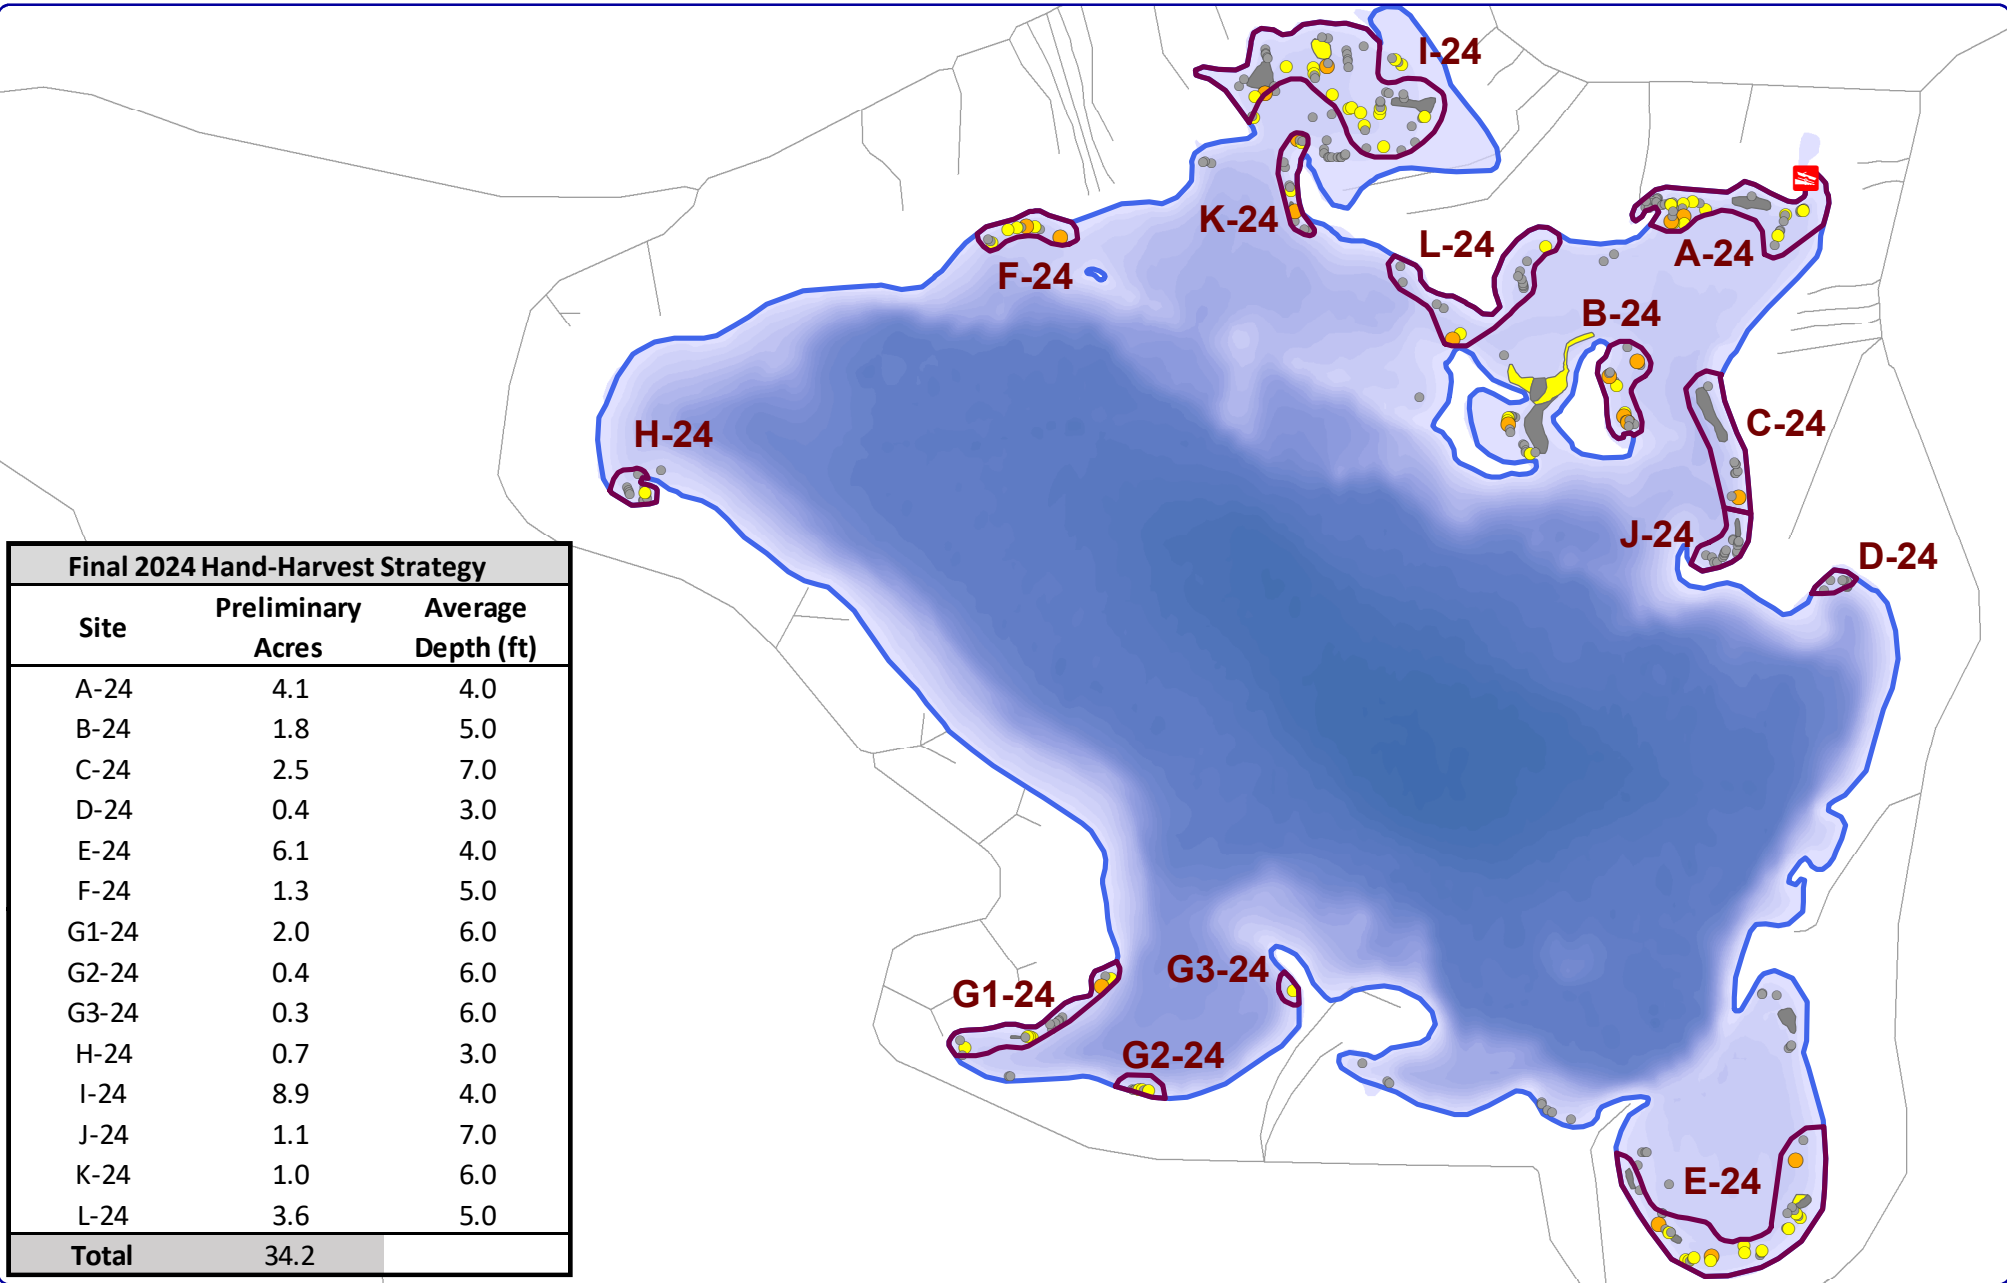 I-24
K-24
L-24
A-24
F-24
B-24
H-24
C-24
J-24
D-24
G3-24
G1-24
G2-24
E-24
Final 2024 Hand-Harvest Strategy
Site Preliminary Acres Average Depth (ft)
A-24 4.1 4.0
B-24 1.8 5.0
C-24 2.5 7.0
D-24 0.4 3.0
E-24 6.1 4.0
F-24 1.3 5.0
G1-24 2.0 6.0
G2-24 0.4 6.0
G3-24 0.3 6.0
H-24 0.7 3.0
I-24 8.9 4.0
J-24 1.1 7.0
K-24 1.0 6.0
L-24 3.6 5.0
Total 34.2